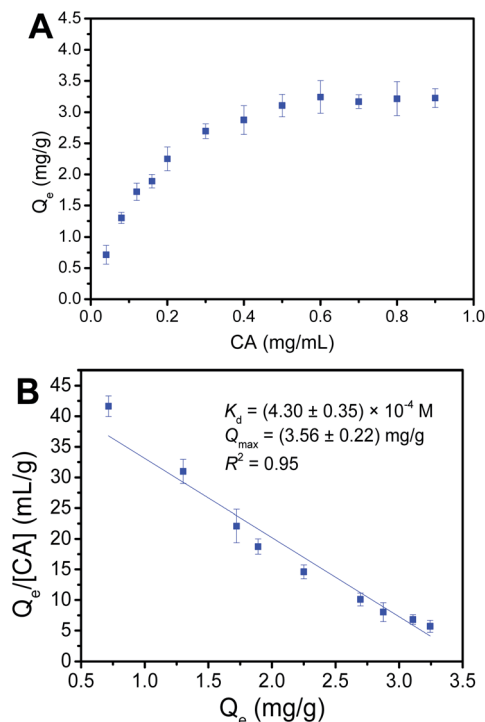 A
4.0
3.5
3.0
2.5
2.0
1.5
1.0
0.5
0.0
Qe (mg/g)
0.0 0.2 0.4 0.6 0.8 1.0
CA (mg/mL)
B
45
40
35
30
25
20
15
10
5
0
Qe/[CA] (mL/g)
Kd = (4.30 ± 0.35) × 10-4 M
Qmax = (3.56 ± 0.22) mg/g
R2 = 0.95
0.5 1.0 1.5 2.0 2.5 3.0 3.5
Qe (mg/g)